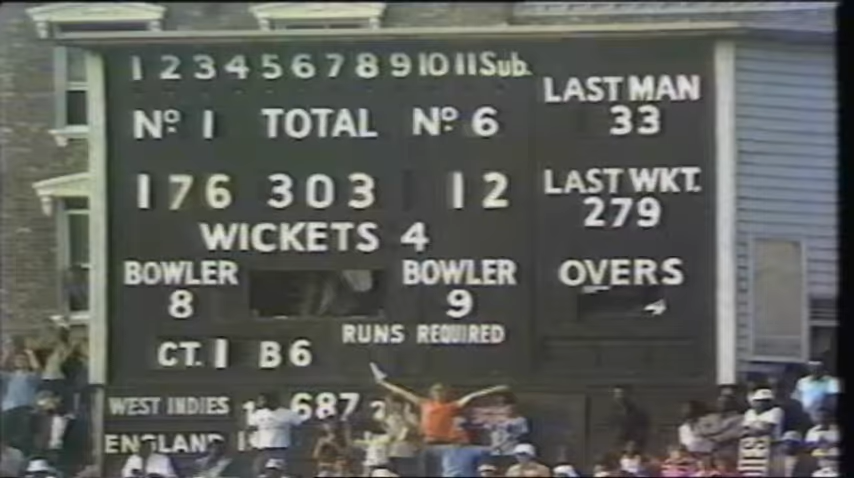 1 2 3 4 5 6 7 8 9 10 11 Sub.
LAST MAN
33
No. 1 TOTAL No. 6
176 303 12
LAST WKT.
279
WICKETS 4
BOWLER
8
BOWLER
9
OVERS
RUNS REQUIRED
CT. 1 B 6
WEST INDIES 1 687
ENGLAND